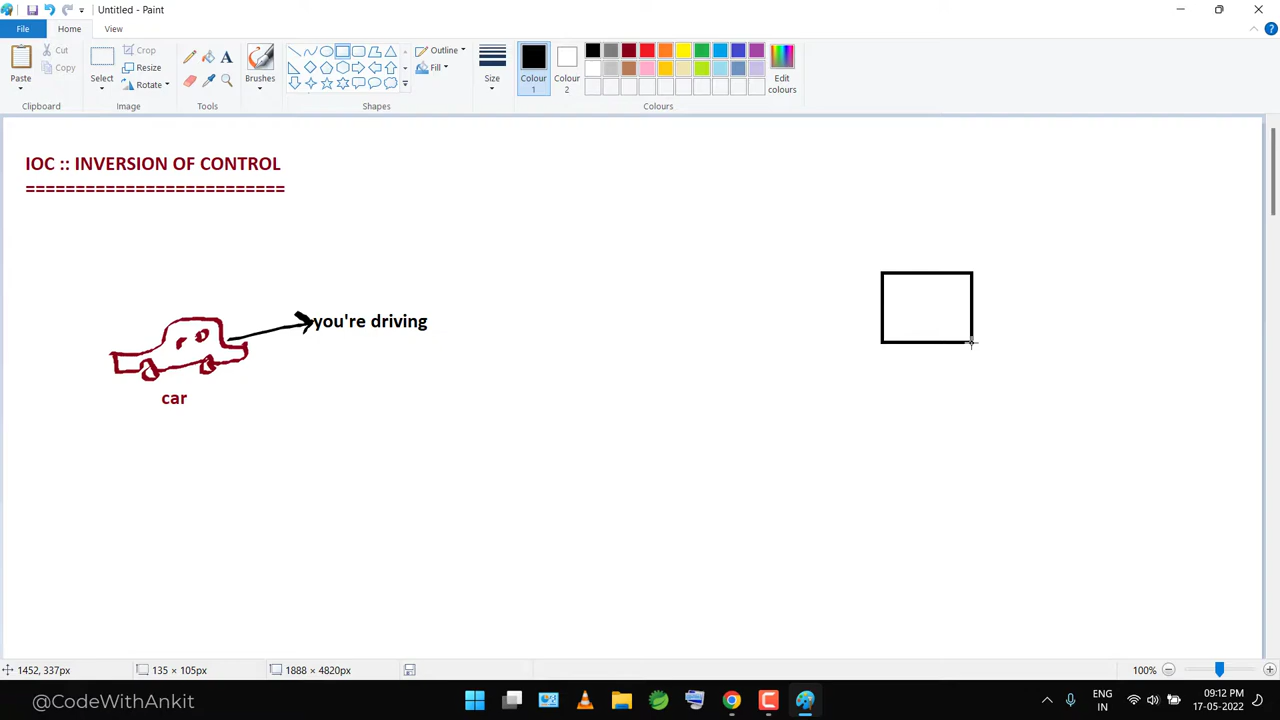 Untitled - Paint
File
Home
View
Paste
Cut
Copy
Clipboard
Select
Crop
Resize
Rotate
Image
Tools
Brushes
Shapes
Outline
Fill
Size
Colour 1
Colour 2
Colours
Edit colours
IOC :: INVERSION OF CONTROL
==========================
you're driving
car
1452, 337px
135 × 105px
1888 × 4820px
100%
@CodeWithAnkit
ENG
IN
09:12 PM
17-05-2022